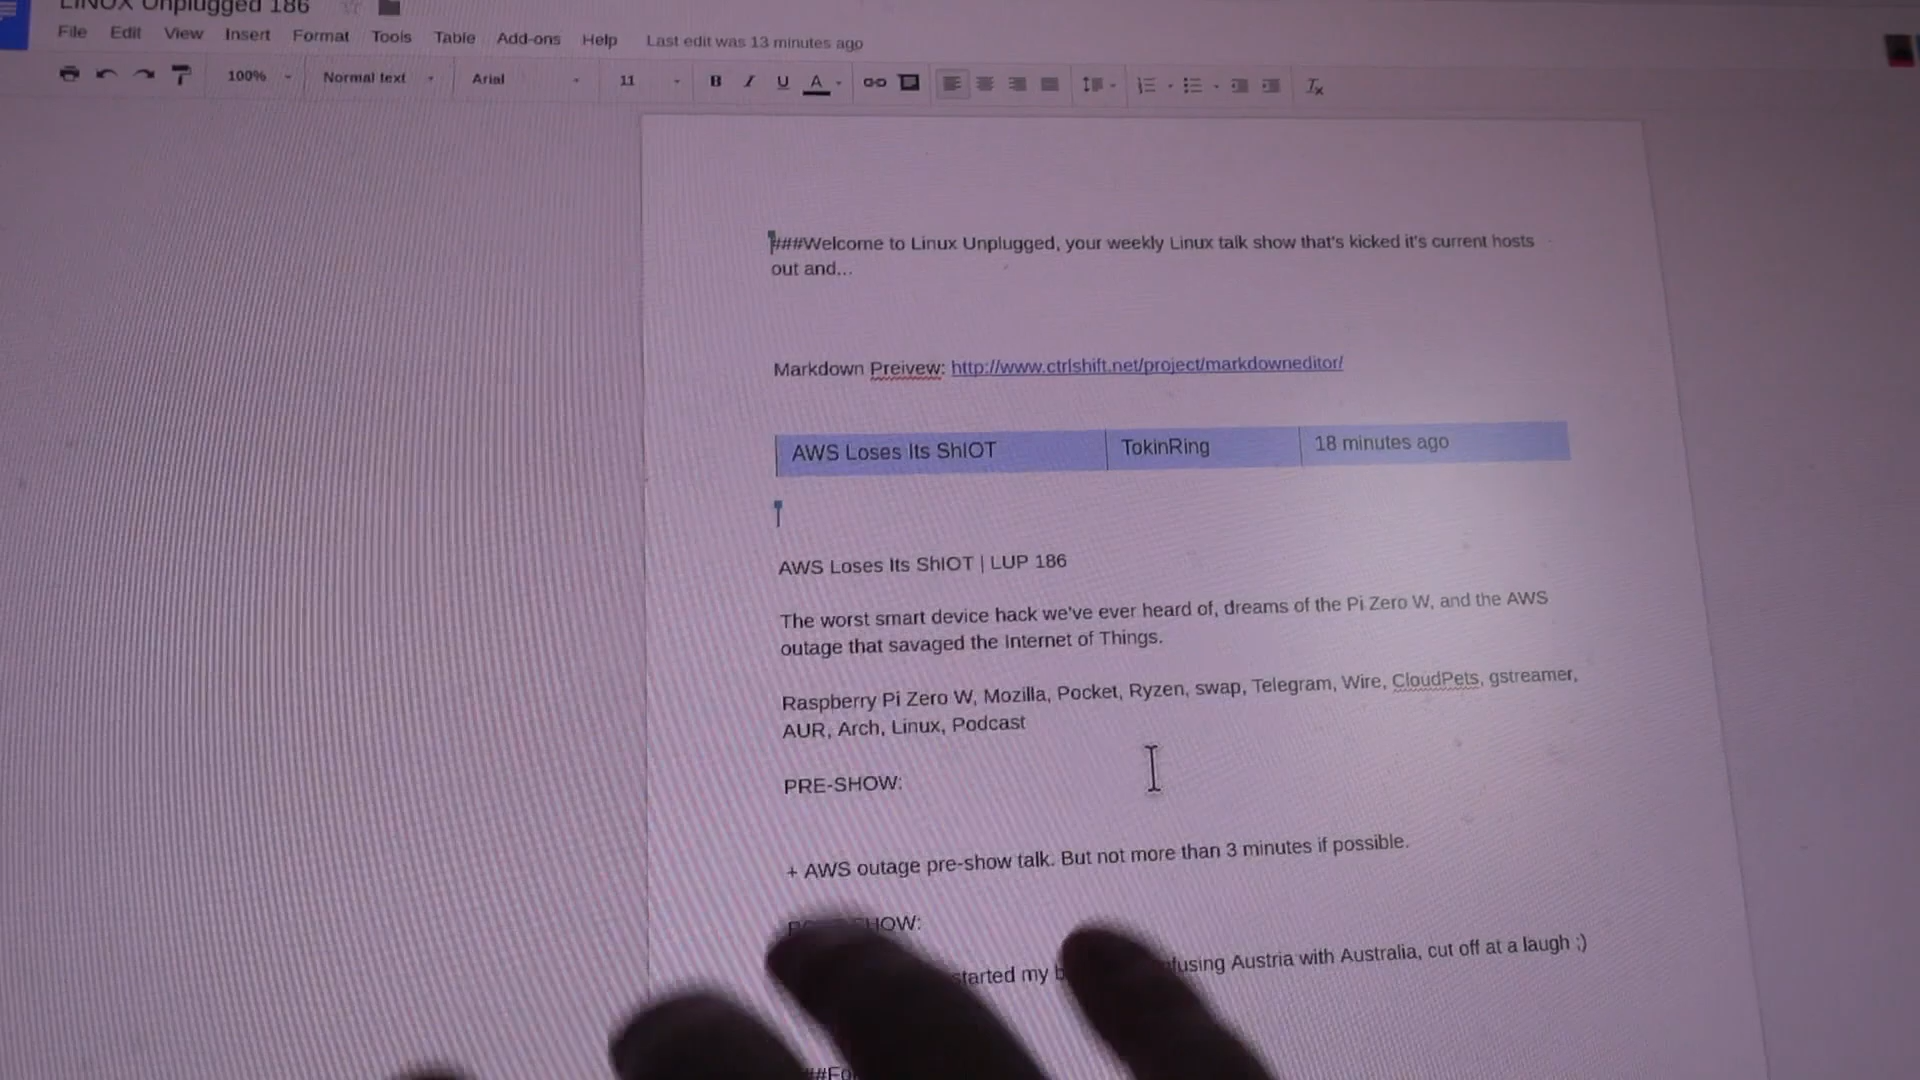 LINUX Unplugged 186
File Edit View Insert Format Tools Table Add-ons Help Last edit was 13 minutes ago
100% Normal text Arial 11 B I U A
###Welcome to Linux Unplugged, your weekly Linux talk show that's kicked it's current hosts
out and...
Markdown Preivew: http://www.ctrlshift.net/project/markdowneditor/
AWS Loses Its ShIOT TokinRing 18 minutes ago
AWS Loses Its ShIOT | LUP 186
The worst smart device hack we've ever heard of, dreams of the Pi Zero W, and the AWS
outage that savaged the Internet of Things.
Raspberry Pi Zero W, Mozilla, Pocket, Ryzen, swap, Telegram, Wire, CloudPets, gstreamer,
AUR, Arch, Linux, Podcast
PRE-SHOW:
+ AWS outage pre-show talk. But not more than 3 minutes if possible.
HOW:
started my fusing Austria with Australia, cut off at a laugh ;)